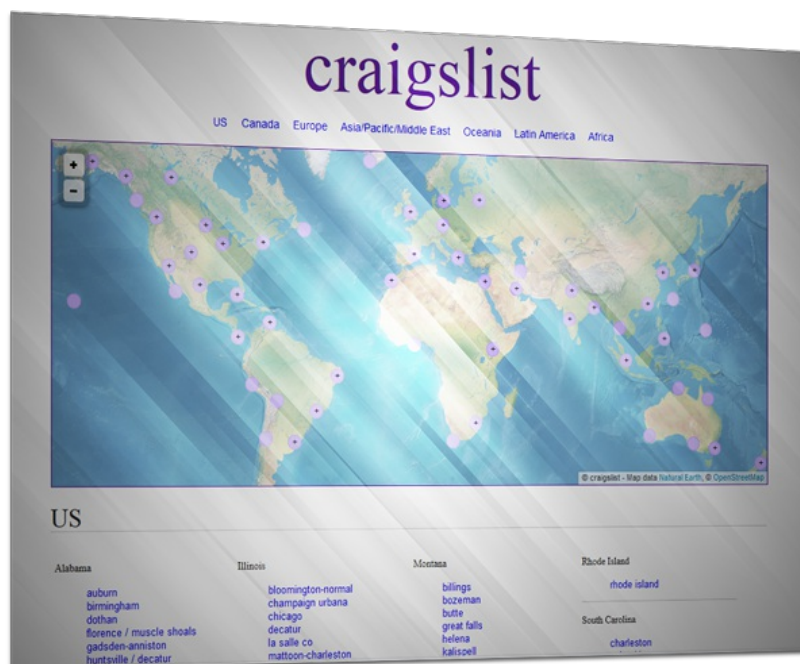 craigslist
US Canada Europe Asia/Pacific/Middle East Oceania Latin America Africa
+
−
© craigslist - Map data Natural Earth, © OpenStreetMap
US
Alabama
auburn
birmingham
dothan
florence / muscle shoals
gadsden-anniston
huntsville / decatur
Illinois
bloomington-normal
champaign urbana
chicago
decatur
la salle co
mattoon-charleston
Montana
billings
bozeman
butte
great falls
helena
kalispell
Rhode Island
rhode island
South Carolina
charleston